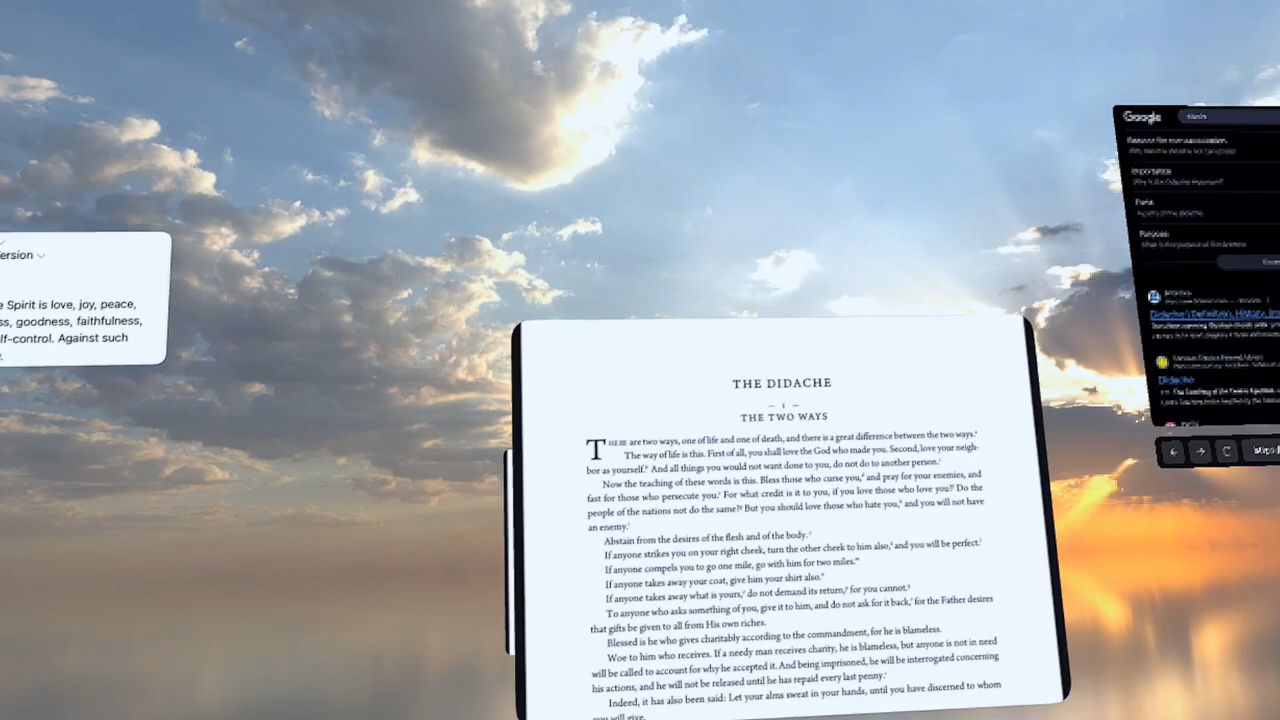 ersion
e Spirit is love, joy, peace,
ss, goodness, faithfulness,
lf-control. Against such
THE DIDACHE
– I –
THE TWO WAYS
THERE are two ways, one of life and one of death, and there is a great difference between the two ways.
The way of life is this. First of all, you shall love the God who made you. Second, love your neigh-
bor as yourself. And all things you would not want done to you, do not do to another person.
Now the teaching of these words is this. Bless those who curse you, and pray for your enemies, and
fast for those who persecute you. For what credit is it to you, if you love those who love you? Do the
people of the nations not do the same? But you should love those who hate you, and you will not have
an enemy.
Abstain from the desires of the flesh and of the body.
If anyone strikes you on your right cheek, turn the other cheek to him also, and you will be perfect.
If anyone compels you to go one mile, go with him for two miles.
If anyone takes away your coat, give him your shirt also.
If anyone takes away what is yours, do not demand its return, for you cannot.
To anyone who asks something of you, give it to him, and do not ask for it back, for the Father desires
that gifts be given to all from His own riches.
Blessed is he who gives charitably according to the commandment, for he is blameless.
Woe to him who receives. If a needy man receives charity, he is blameless, but anyone is not in need
will be called to account for why he accepted it. And being imprisoned, he will be interrogated concerning
his actions, and he will not be released until he has repaid every last penny.
Indeed, it has also been said: Let your alms sweat in your hands, until you have discerned to whom
you will give.
Google
Importance
Purpose
Didache